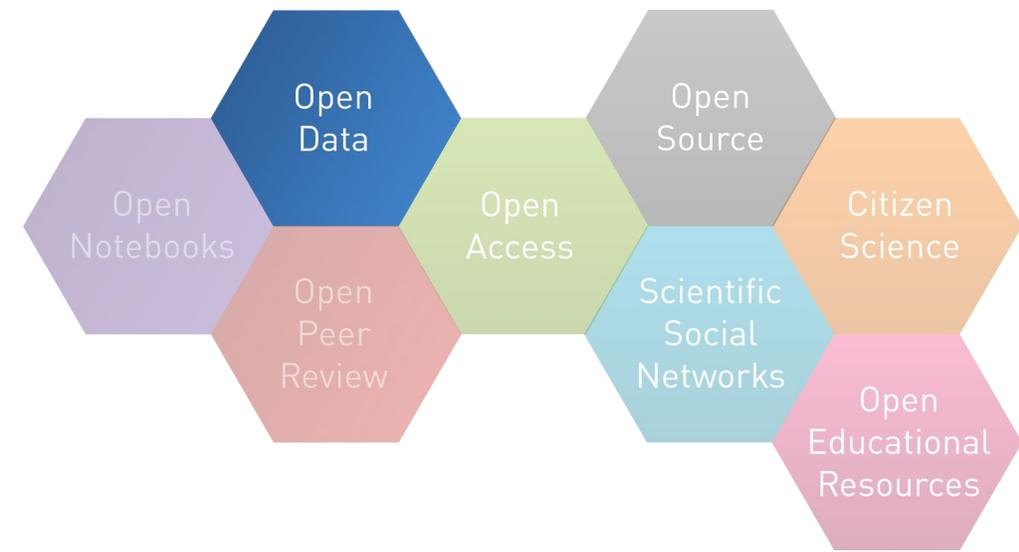 Open
Data
Open
Source
Open
Notebooks
Open
Access
Citizen
Science
Open
Peer
Review
Scientific
Social
Networks
Open
Educational
Resources